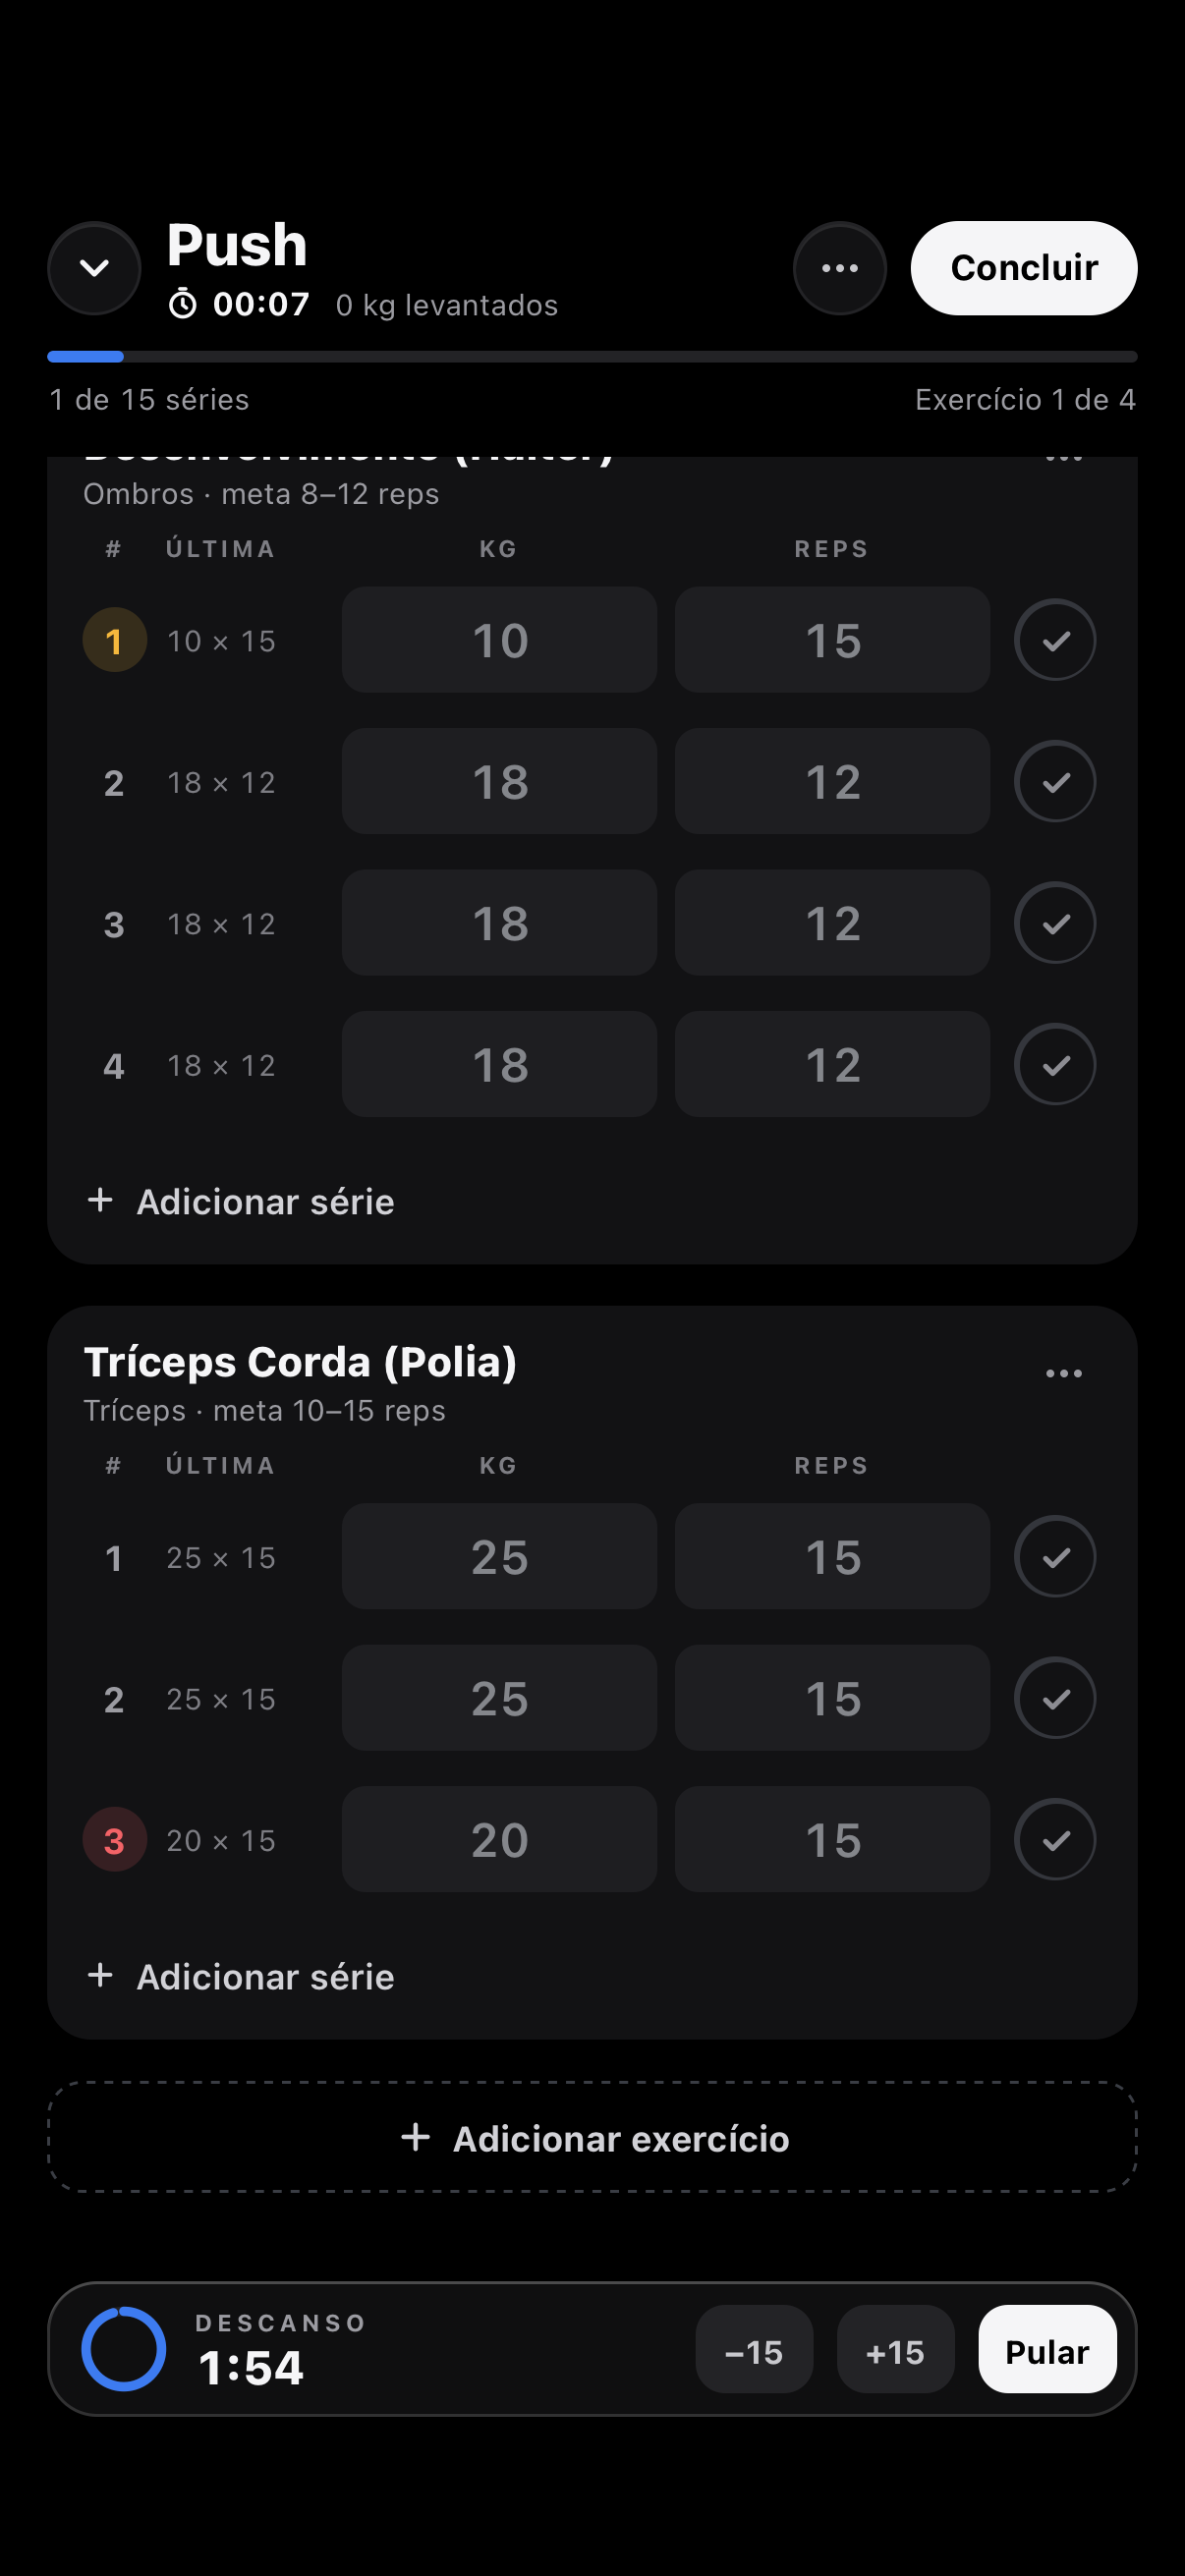 Push
Concluir
00:07 0 kg levantados
1 de 15 séries Exercício 1 de 4
Desenvolvimento (Halter)
Ombros · meta 8–12 reps
# ÚLTIMA KG REPS
1 10 × 15 10 15
2 18 × 12 18 12
3 18 × 12 18 12
4 18 × 12 18 12
+ Adicionar série
Tríceps Corda (Polia)
Tríceps · meta 10–15 reps
# ÚLTIMA KG REPS
1 25 × 15 25 15
2 25 × 15 25 15
3 20 × 15 20 15
+ Adicionar série
+ Adicionar exercício
DESCANSO
1:54
−15 +15 Pular